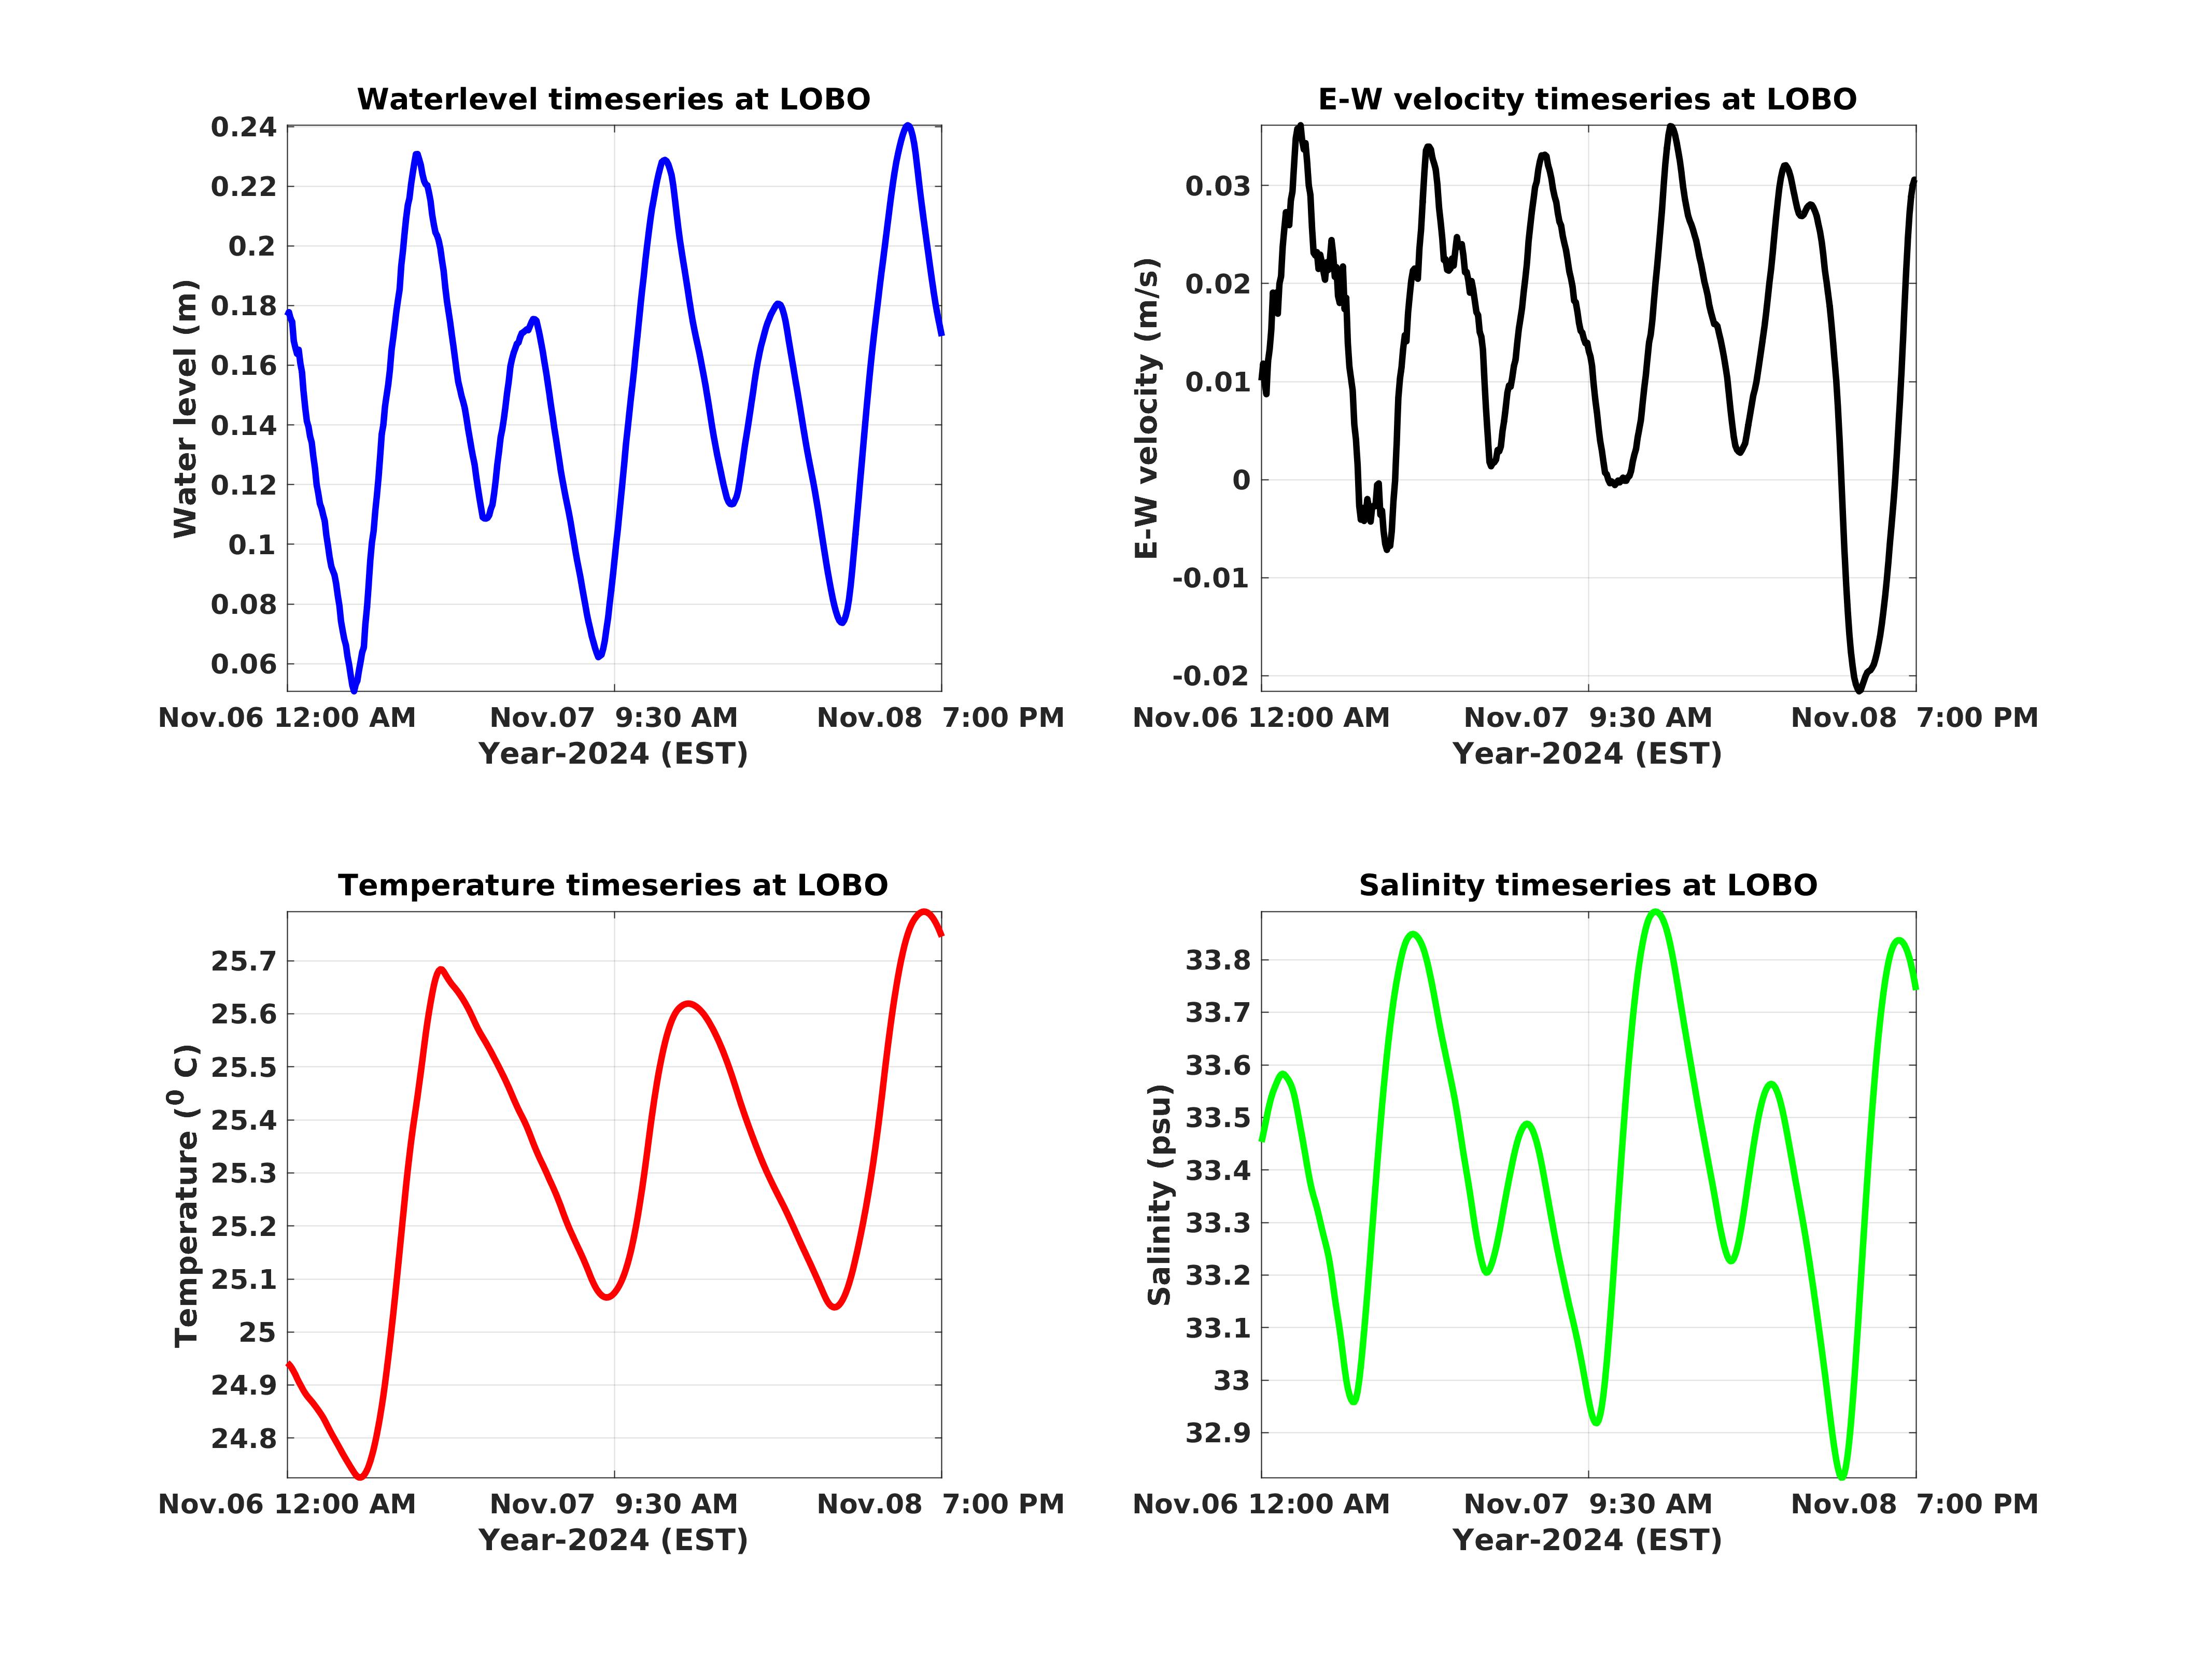 Waterlevel timeseries at LOBO
0.24
0.22
0.2
0.18
0.16
0.14
0.12
0.1
0.08
0.06
Water level (m)
Nov.06 12:00 AM
Nov.07 9:30 AM
Nov.08 7:00 PM
Year-2024 (EST)
E-W velocity timeseries at LOBO
0.03
0.02
0.01
0
-0.01
-0.02
E-W velocity (m/s)
Nov.06 12:00 AM
Nov.07 9:30 AM
Nov.08 7:00 PM
Year-2024 (EST)
Temperature timeseries at LOBO
25.7
25.6
25.5
25.4
25.3
25.2
25.1
25
24.9
24.8
Temperature (⁰ C)
Nov.06 12:00 AM
Nov.07 9:30 AM
Nov.08 7:00 PM
Year-2024 (EST)
Salinity timeseries at LOBO
33.8
33.7
33.6
33.5
33.4
33.3
33.2
33.1
33
32.9
Salinity (psu)
Nov.06 12:00 AM
Nov.07 9:30 AM
Nov.08 7:00 PM
Year-2024 (EST)